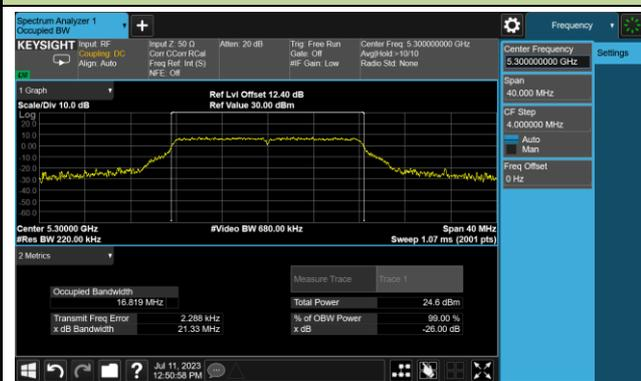 Spectrum Analyzer 1
Occupied BW
+
Frequency
KEYSIGHT
Input: RF
Coupling: DC
Align: Auto
Input Z: 50 Ω
Corr CCorr RCal
Freq Ref: Int (S)
NFE: Off
Atten: 20 dB
Trig: Free Run
Gate: Off
#IF Gain: Low
Center Freq: 5.300000000 GHz
Avg|Hold:>10/10
Radio Std: None
1 Graph
Scale/Div 10.0 dB
Ref Lvl Offset 12.40 dB
Ref Value 30.00 dBm
Log
20.0
10.0
0.00
-10.0
-20.0
-30.0
-40.0
-50.0
-60.0
Center 5.30000 GHz
#Res BW 220.00 kHz
#Video BW 680.00 kHz
Span 40 MHz
Sweep 1.07 ms (2001 pts)
2 Metrics
Measure Trace
Trace 1
Occupied Bandwidth
16.819 MHz
Total Power
24.6 dBm
Transmit Freq Error
2.288 kHz
% of OBW Power
99.00 %
x dB Bandwidth
21.33 MHz
x dB
-26.00 dB
Center Frequency
5.300000000 GHz
Settings
Span
40.000 MHz
CF Step
4.000000 MHz
Auto
Man
Freq Offset
0 Hz
?
Jul 11, 2023
12:50:58 PM